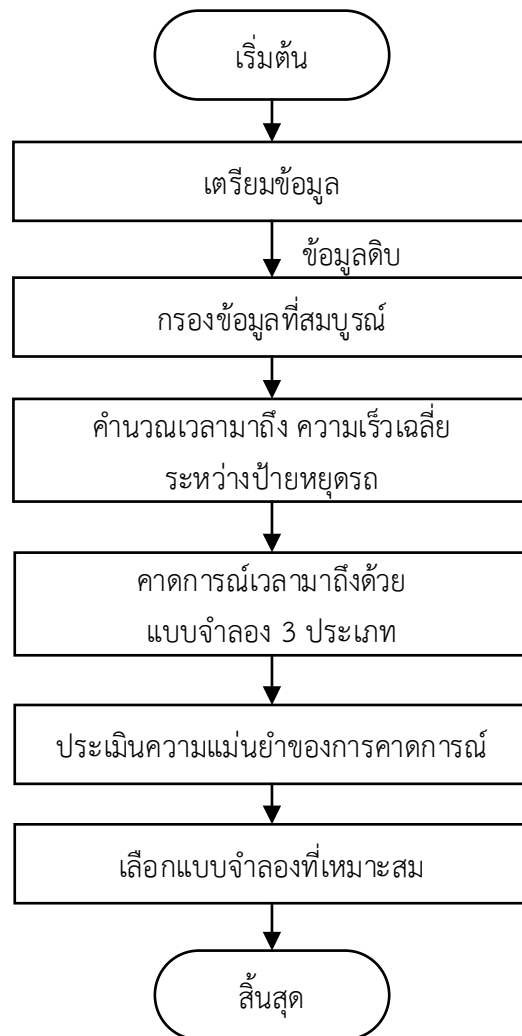 เริ่มต้น
เตรียมข้อมูล
ข้อมูลดิบ
กรองข้อมูลที่สมบูรณ์
คำนวณเวลามาถึง ความเร็วเฉลี่ย
ระหว่างป้ายหยุดรถ
คาดการณ์เวลามาถึงด้วย
แบบจำลอง 3 ประเภท
ประเมินความแม่นยำของการคาดการณ์
เลือกแบบจำลองที่เหมาะสม
สิ้นสุด